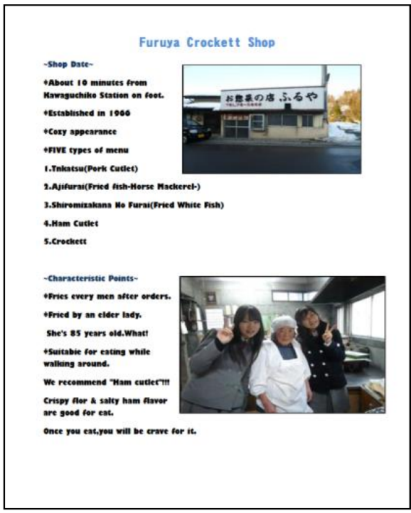 Furuya Crockett Shop
~Shop Date~
+About 10 minutes from
Kawaguchiko Station on foot.
+Established in 1966
+Cozy appearance
+FIVE types of menu
1.Tnkatsu(Pork Cutlet)
2.Ajifurai(Fried fish-Horse Mackerel-)
3.Shiromizakana No Furai(Fried White Fish)
4.Ham Cutlet
5.Crockett
お惣菜の店 ふるや
~Characteristic Points~
+Fries every men after orders.
+Fried by an elder lady.
She's 85 years old.What!
+Suitable for eating while
walking around.
We recommend "Ham cutlet"!!!
Crispy flor & salty ham flavor
are good for eat.
Once you eat,you will be crave for it.